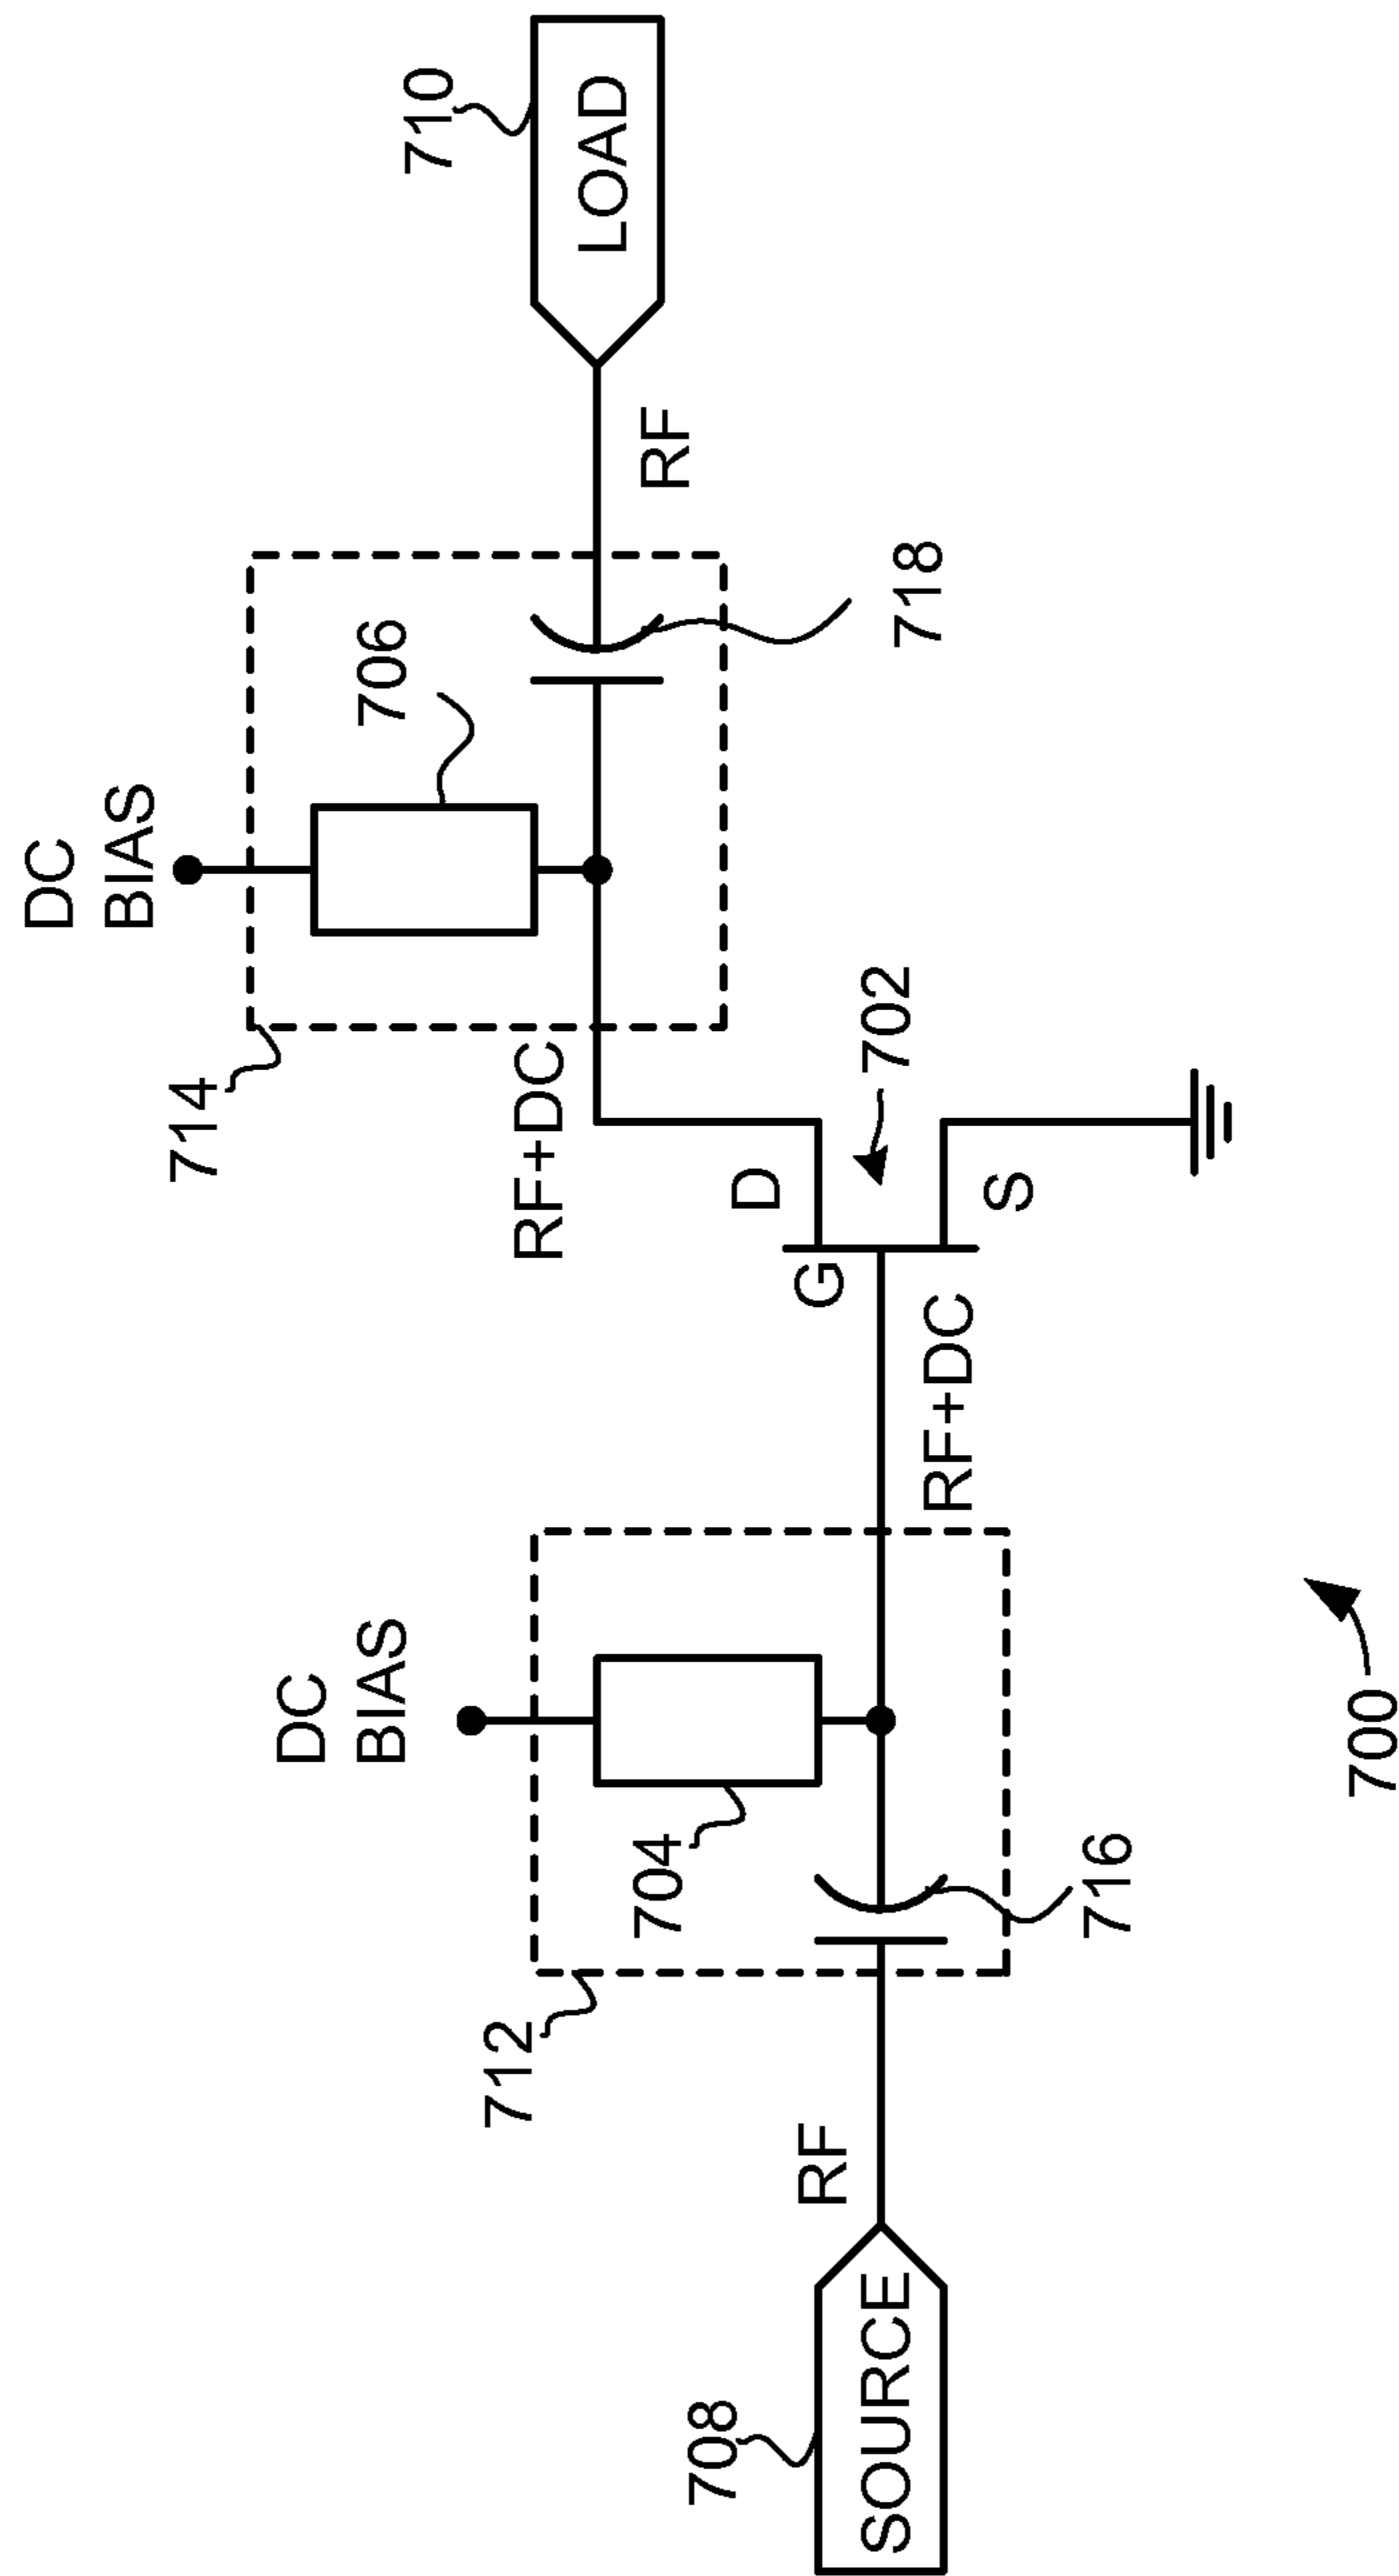 DC
BIAS
714
706
710
LOAD
RF+DC
RF
718
D
702
G
S
DC
BIAS
712
704
RF+DC
716
RF
708
SOURCE
700